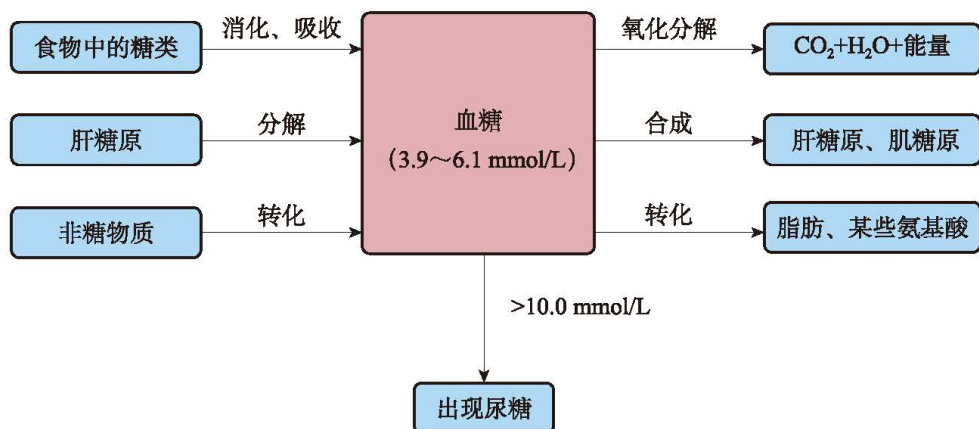 食物中的糖类
消化、吸收
肝糖原
分解
非糖物质
转化
血糖
（3.9～6.1 mmol/L）
氧化分解
CO₂+H₂O+能量
合成
肝糖原、肌糖原
转化
脂肪、某些氨基酸
>10.0 mmol/L
出现尿糖